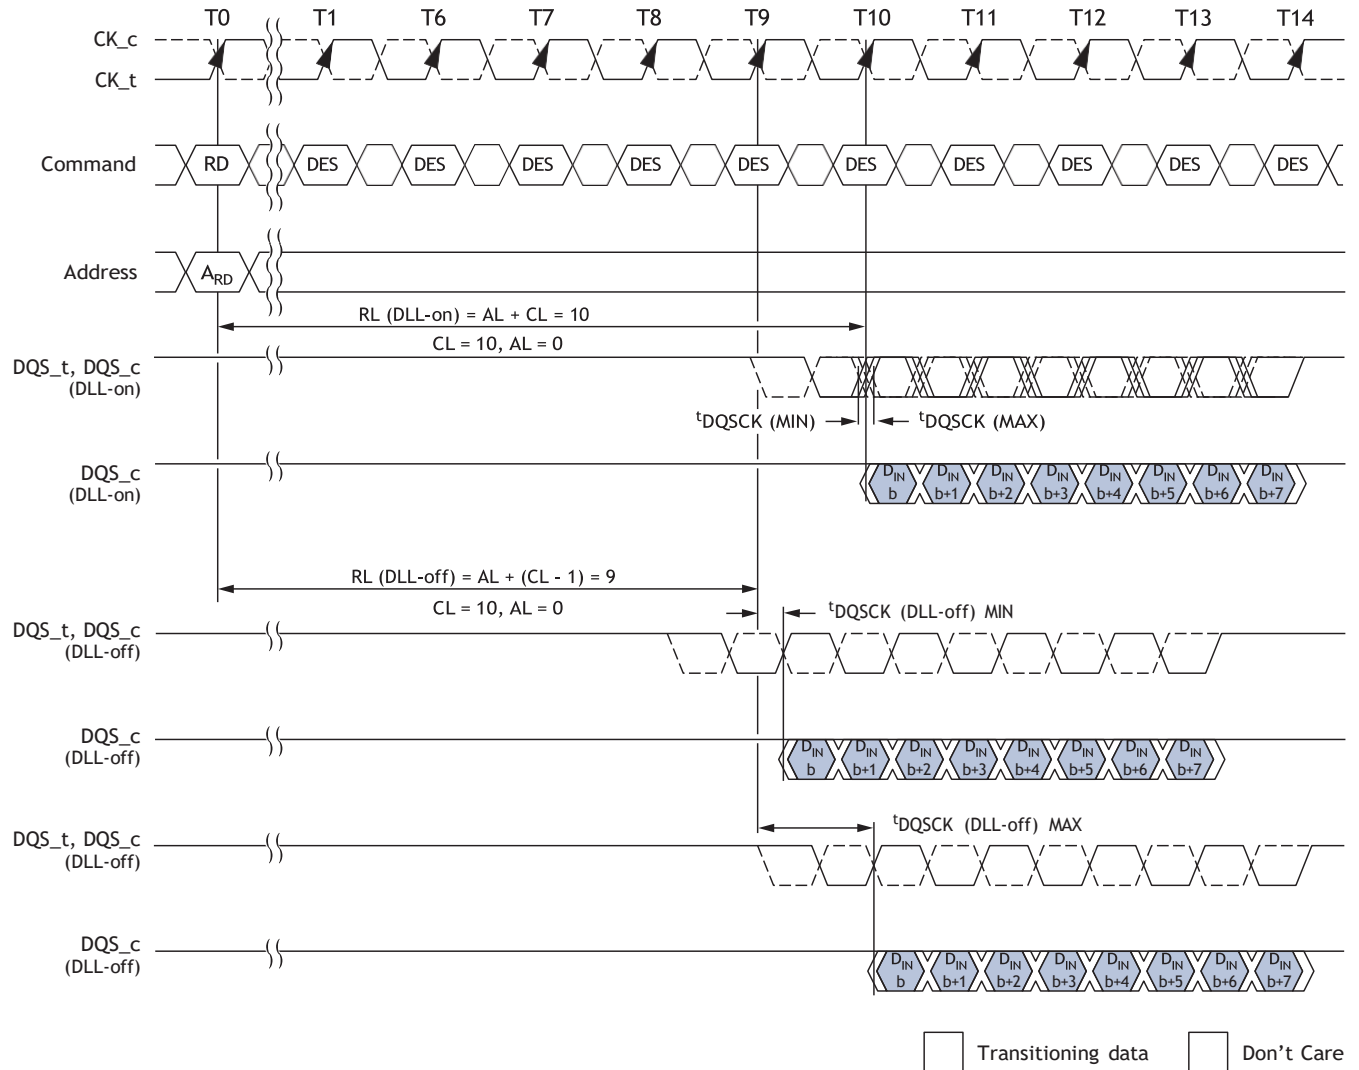 T0 T1 T6 T7 T8 T9 T10 T11 T12 T13 T14
CK_c
CK_t
Command RD DES DES DES DES DES DES DES DES DES DES
Address ARD
RL (DLL-on) = AL + CL = 10
CL = 10, AL = 0
DQS_t, DQS_c
(DLL-on)
tDQSCK (MIN) tDQSCK (MAX)
DQS_c
(DLL-on)
DIN DIN DIN DIN DIN DIN DIN DIN
b b+1 b+2 b+3 b+4 b+5 b+6 b+7
RL (DLL-off) = AL + (CL - 1) = 9
CL = 10, AL = 0
tDQSCK (DLL-off) MIN
DQS_t, DQS_c
(DLL-off)
DQS_c
(DLL-off)
DIN DIN DIN DIN DIN DIN DIN DIN
b b+1 b+2 b+3 b+4 b+5 b+6 b+7
tDQSCK (DLL-off) MAX
DQS_t, DQS_c
(DLL-off)
DQS_c
(DLL-off)
DIN DIN DIN DIN DIN DIN DIN DIN
b b+1 b+2 b+3 b+4 b+5 b+6 b+7
Transitioning data Don't Care